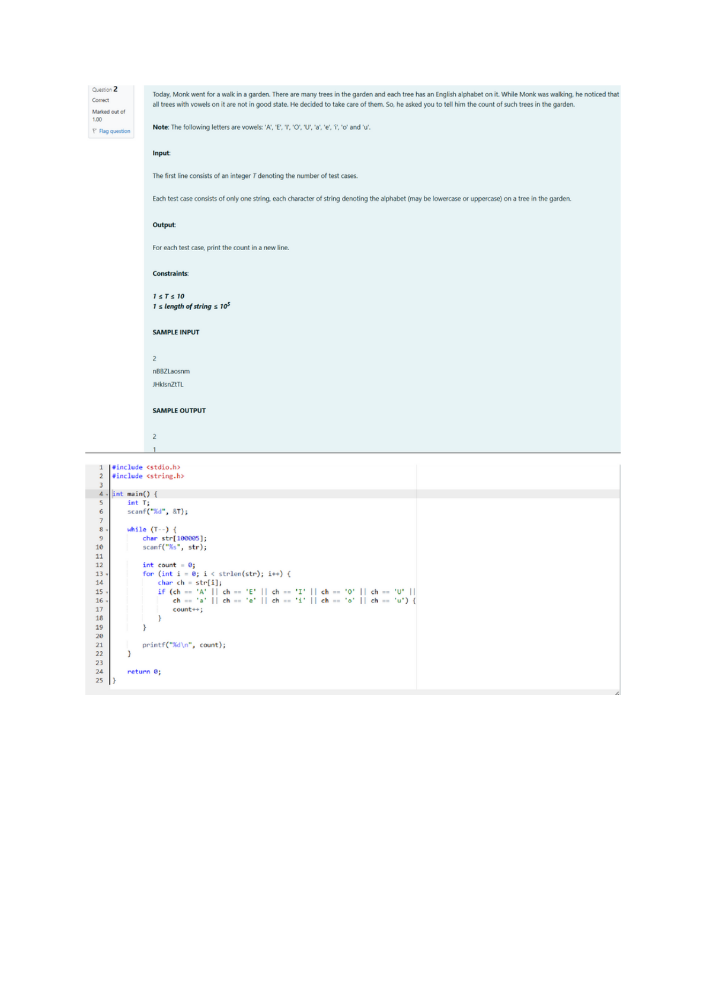 Question 2
Correct
Marked out of
1.00
Flag question
Today, Monk went for a walk in a garden. There are many trees in the garden and each tree has an English alphabet on it. While Monk was walking, he noticed that
all trees with vowels on it are not in good state. He decided to take care of them. So, he asked you to tell him the count of such trees in the garden.
Note: The following letters are vowels: 'A', 'E', 'I', 'O', 'U', 'a', 'e', 'i', 'o' and 'u'.
Input:
The first line consists of an integer T denoting the number of test cases.
Each test case consists of only one string, each character of string denoting the alphabet (may be lowercase or uppercase) on a tree in the garden.
Output:
For each test case, print the count in a new line.
Constraints:
1 ≤ T ≤ 10
1 ≤ length of string ≤ 10⁵
SAMPLE INPUT
2
nBBZLaosnm
JHkIsnZtTL
SAMPLE OUTPUT
2
1
1 #include <stdio.h>
2 #include <string.h>
3
4 int main() {
5 int T;
6 scanf("%d", &T);
7
8 while (T--) {
9 char str[100005];
10 scanf("%s", str);
11
12 int count = 0;
13 for (int i = 0; i < strlen(str); i++) {
14 char ch = str[i];
15 if (ch == 'A' || ch == 'E' || ch == 'I' || ch == 'O' || ch == 'U' ||
16 ch == 'a' || ch == 'e' || ch == 'i' || ch == 'o' || ch == 'u') {
17 count++;
18 }
19 }
20
21 printf("%d\n", count);
22 }
23
24 return 0;
25 }